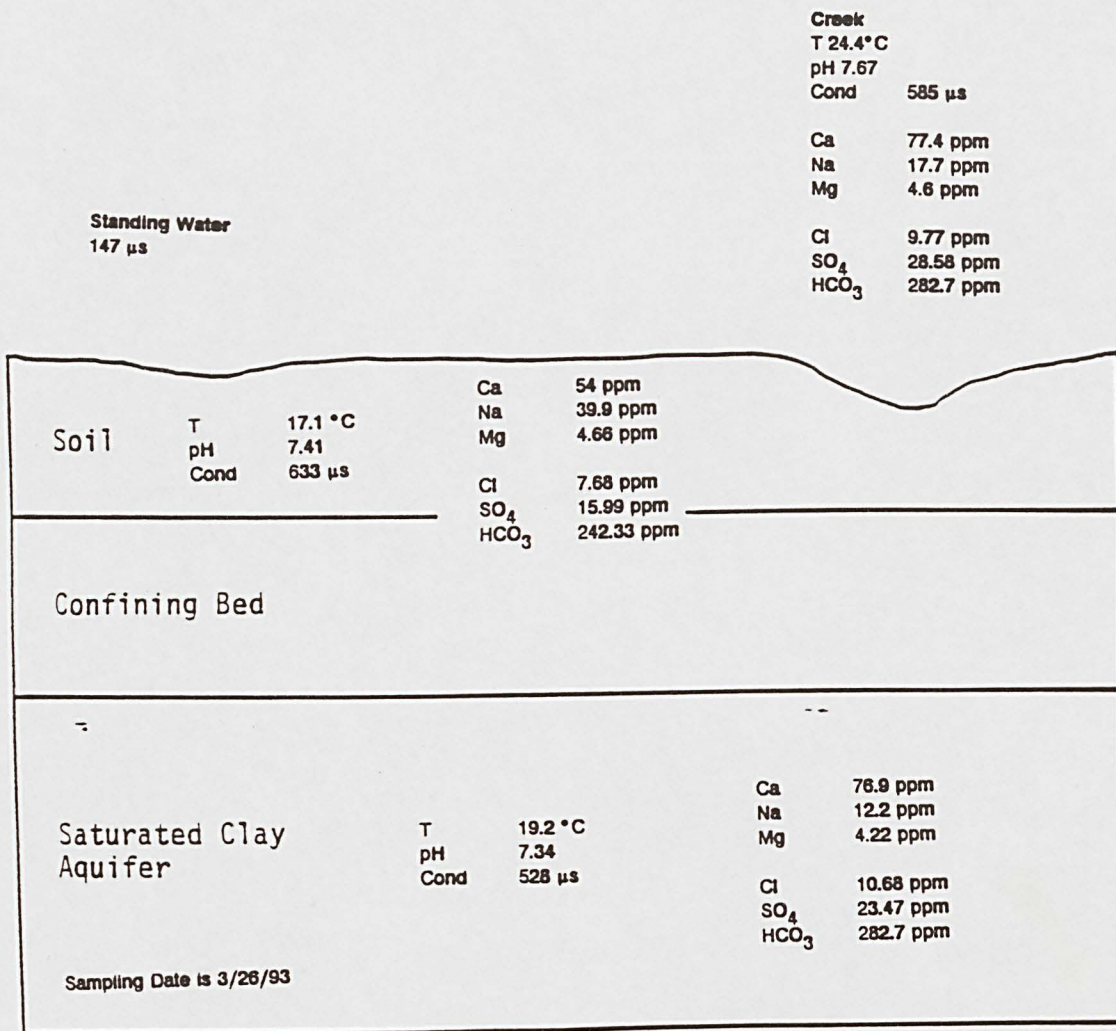 Creek
T 24.4°C
pH 7.67
Cond 585 μs
Ca 77.4 ppm
Na 17.7 ppm
Mg 4.6 ppm
Cl 9.77 ppm
SO₄ 28.58 ppm
HCO₃ 282.7 ppm
Standing Water
147 μs
Soil
T 17.1 °C
pH 7.41
Cond 633 μs
Ca 54 ppm
Na 39.9 ppm
Mg 4.66 ppm
Cl 7.68 ppm
SO₄ 15.99 ppm
HCO₃ 242.33 ppm
Confining Bed
Saturated Clay
Aquifer
T 19.2 °C
pH 7.34
Cond 528 μs
Ca 76.9 ppm
Na 12.2 ppm
Mg 4.22 ppm
Cl 10.68 ppm
SO₄ 23.47 ppm
HCO₃ 282.7 ppm
Sampling Date is 3/26/93